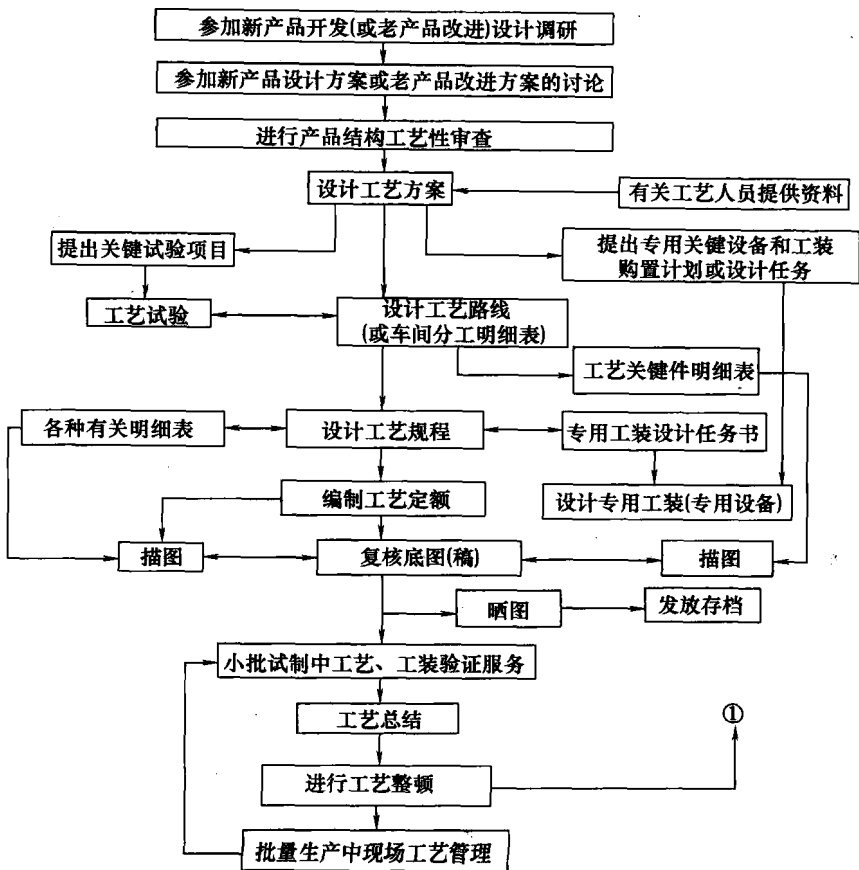 参加新产品开发(或老产品改进)设计调研
参加新产品设计方案或老产品改进方案的讨论
进行产品结构工艺性审查
设计工艺方案
有关工艺人员提供资料
提出关键试验项目
提出专用关键设备和工装
购置计划或设计任务
工艺试验
设计工艺路线
(或车间分工明细表)
工艺关键件明细表
各种有关明细表
设计工艺规程
专用工装设计任务书
编制工艺定额
设计专用工装(专用设备)
描图
复核底图(稿)
描图
晒图
发放存档
小批试制中工艺、工装验证服务
工艺总结
①
进行工艺整顿
批量生产中现场工艺管理